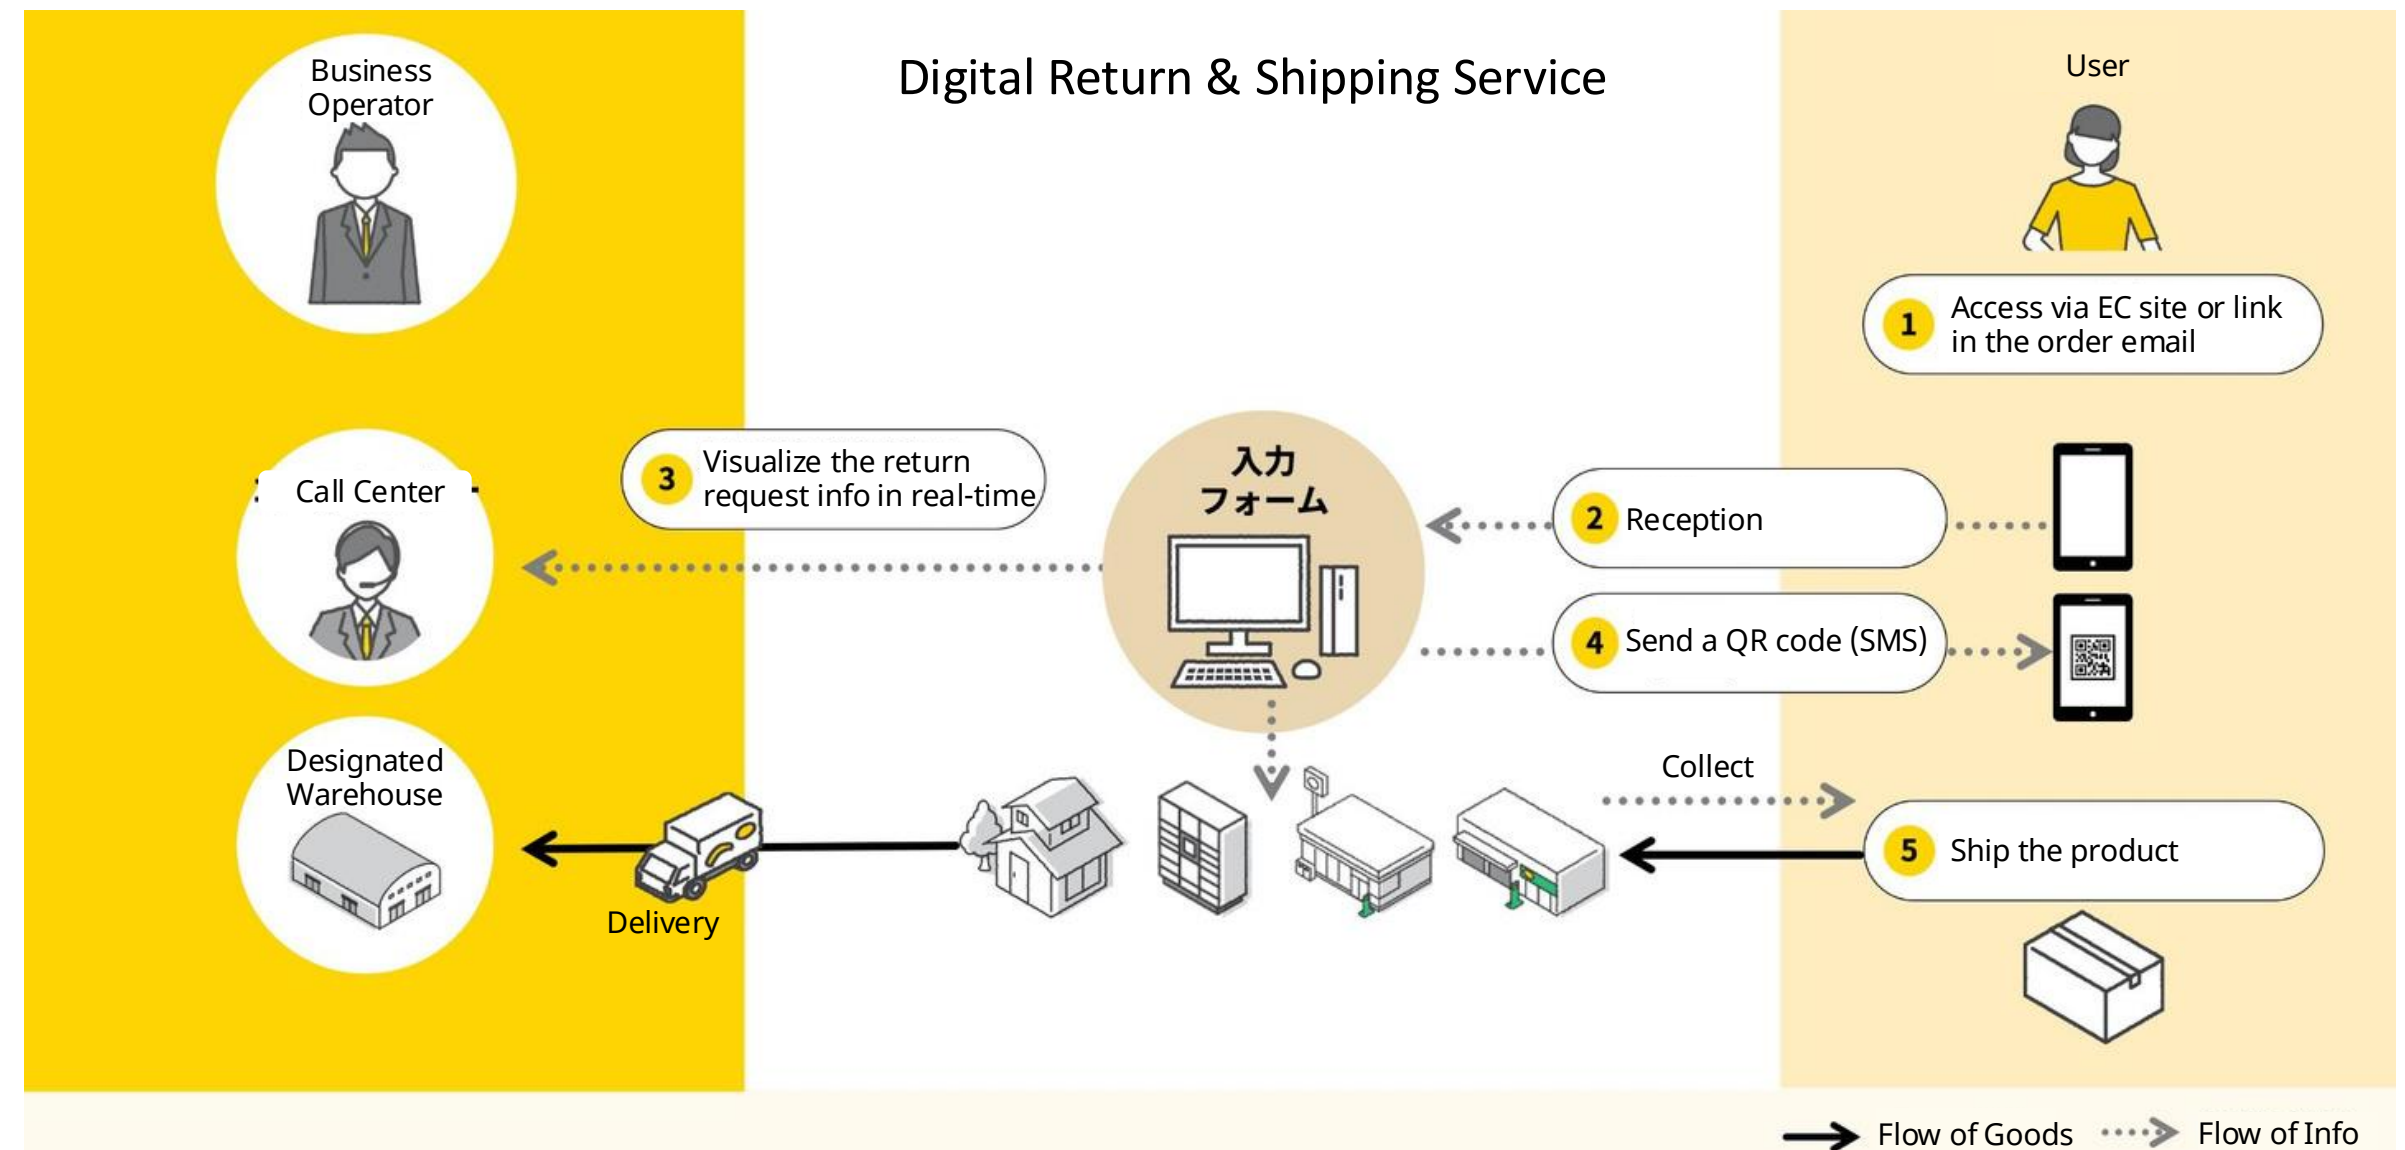 Digital Return & Shipping Service
Business
Operator
User
1
Access via EC site or link
in the order email
Call Center
3
Visualize the return
request info in real-time
入力
フォーム
2
Reception
4
Send a QR code (SMS)
Designated
Warehouse
Delivery
Collect
5
Ship the product
Flow of Goods
Flow of Info